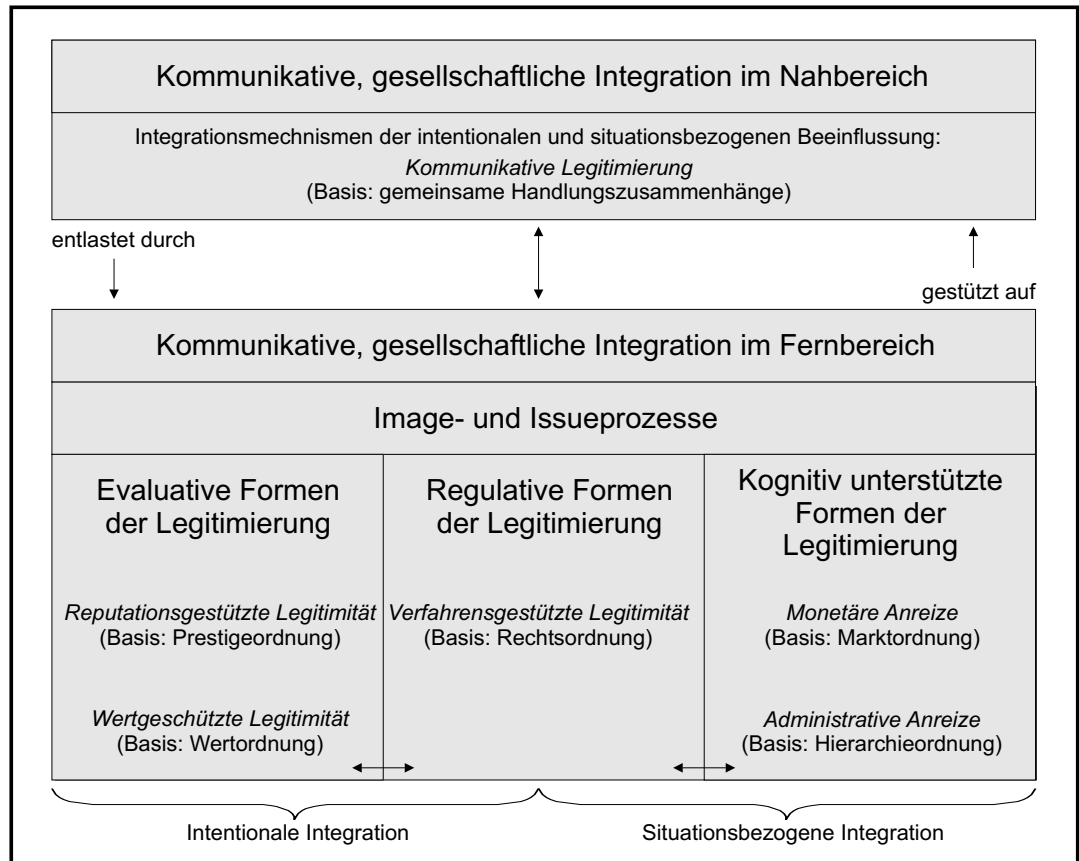 Kommunikative, gesellschaftliche Integration im Nahbereich
Integrationsmechnismen der intentionalen und situationsbezogenen Beeinflussung:
Kommunikative Legitimierung
(Basis: gemeinsame Handlungszusammenhänge)
entlastet durch
gestützt auf
Kommunikative, gesellschaftliche Integration im Fernbereich
Image- und Issueprozesse
Evaluative Formen
der Legitimierung
Reputationsgestützte Legitimität
(Basis: Prestigeordnung)
Wertgeschützte Legitimität
(Basis: Wertordnung)
Regulative Formen
der Legitimierung
Verfahrensgestützte Legitimität
(Basis: Rechtsordnung)
Kognitiv unterstützte
Formen der
Legitimierung
Monetäre Anreize
(Basis: Marktordnung)
Administrative Anreize
(Basis: Hierarchieordnung)
Intentionale Integration
Situationsbezogene Integration